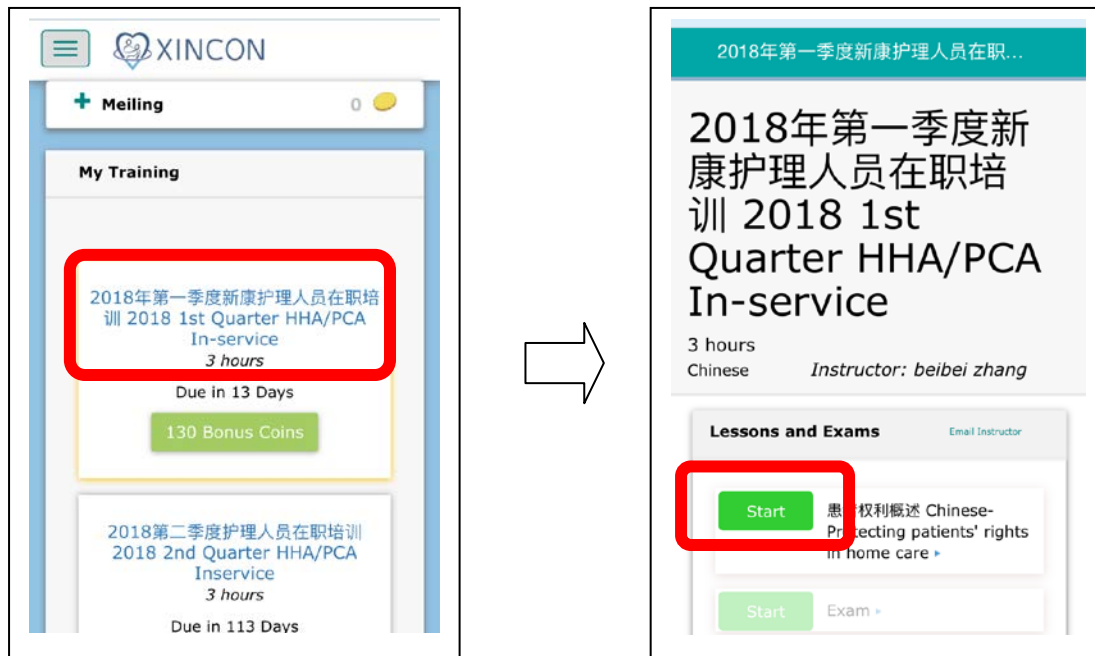 XINCON
Meiling 0
My Training
2018年第一季度新康护理人员在职培
训 2018 1st Quarter HHA/PCA
In-service
3 hours
Due in 13 Days
130 Bonus Coins
2018第二季度护理人员在职培训
2018 2nd Quarter HHA/PCA
Inservice
3 hours
Due in 113 Days
2018年第一季度新康护理人员在职...
2018年第一季度新
康护理人员在职培
训 2018 1st
Quarter HHA/PCA
In-service
3 hours
Chinese Instructor: beibei zhang
Lessons and Exams Email Instructor
Start 患 权利概述 Chinese-
Protecting patients' rights
in home care
Start Exam